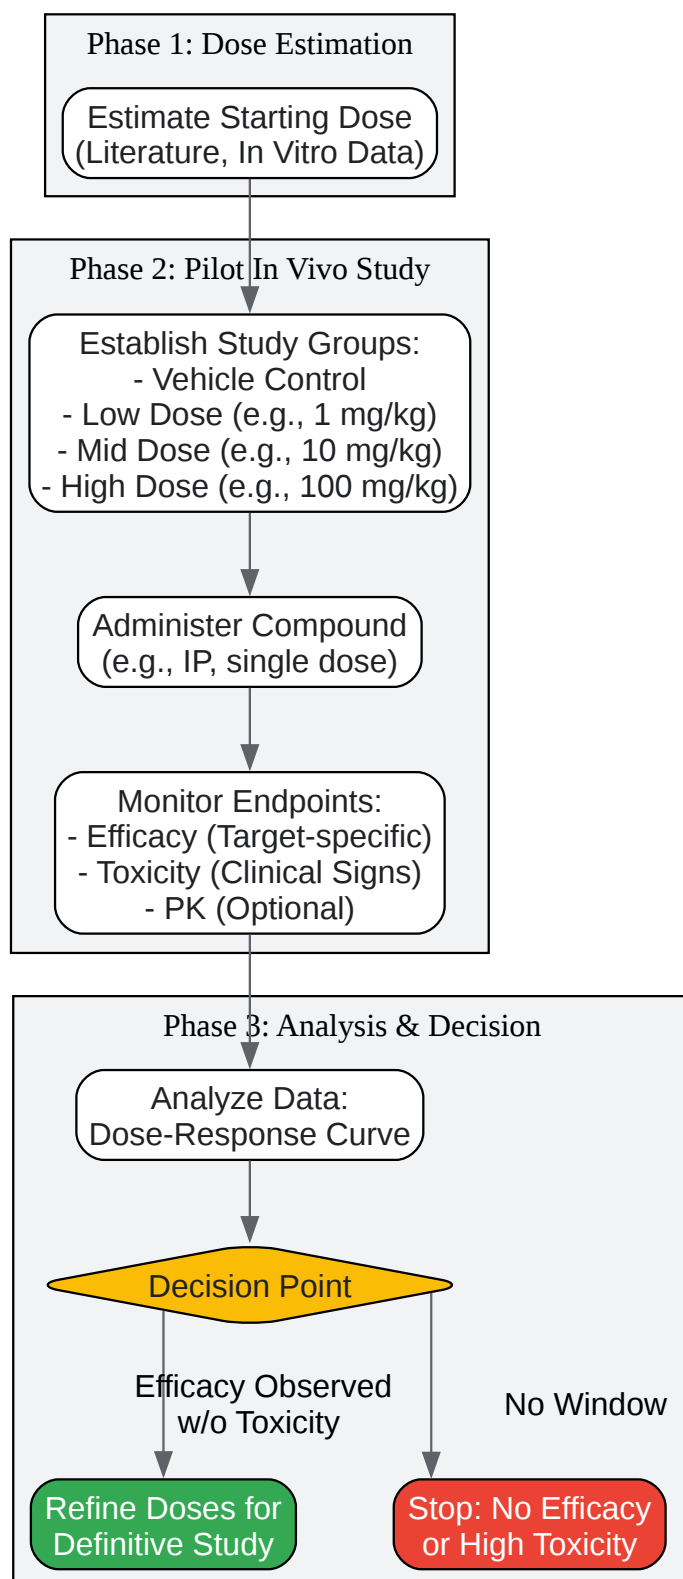 Phase 1: Dose Estimation
Estimate Starting Dose
(Literature, In Vitro Data)
Phase 2: Pilot In Vivo Study
Establish Study Groups:
- Vehicle Control
- Low Dose (e.g., 1 mg/kg)
- Mid Dose (e.g., 10 mg/kg)
- High Dose (e.g., 100 mg/kg)
Administer Compound
(e.g., IP, single dose)
Monitor Endpoints:
- Efficacy (Target-specific)
- Toxicity (Clinical Signs)
- PK (Optional)
Phase 3: Analysis & Decision
Analyze Data:
Dose-Response Curve
Decision Point
Efficacy Observed
w/o Toxicity
No Window
Refine Doses for
Definitive Study
Stop: No Efficacy
or High Toxicity